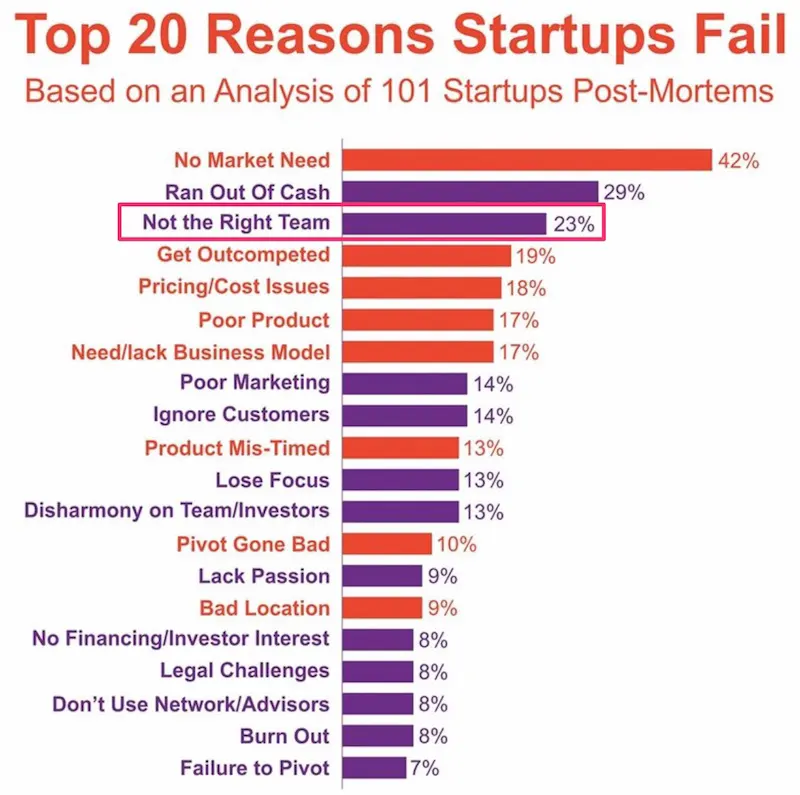 Top 20 Reasons Startups Fail
Based on an Analysis of 101 Startups Post-Mortems
No Market Need 42%
Ran Out Of Cash 29%
Not the Right Team 23%
Get Outcompeted 19%
Pricing/Cost Issues 18%
Poor Product 17%
Need/lack Business Model 17%
Poor Marketing 14%
Ignore Customers 14%
Product Mis-Timed 13%
Lose Focus 13%
Disharmony on Team/Investors 13%
Pivot Gone Bad 10%
Lack Passion 9%
Bad Location 9%
No Financing/Investor Interest 8%
Legal Challenges 8%
Don't Use Network/Advisors 8%
Burn Out 8%
Failure to Pivot 7%